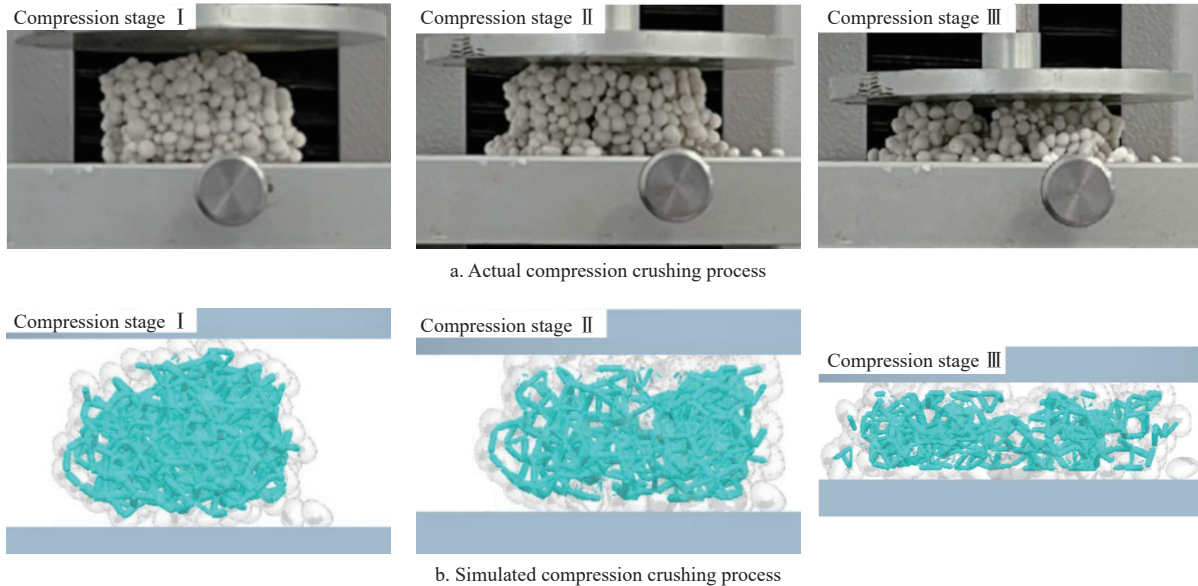 Compression stage Ⅰ
Compression stage Ⅱ
Compression stage Ⅲ
a. Actual compression crushing process
Compression stage Ⅰ
Compression stage Ⅱ
Compression stage Ⅲ
b. Simulated compression crushing process